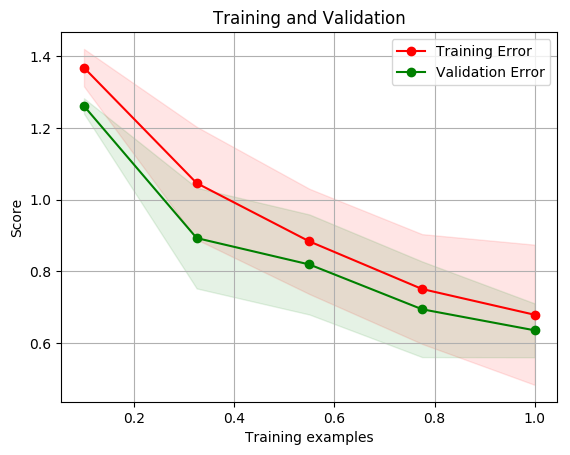 Training and Validation
Training Error
Validation Error
Score
1.4
1.2
1.0
0.8
0.6
0.2
0.4
0.6
0.8
1.0
Training examples